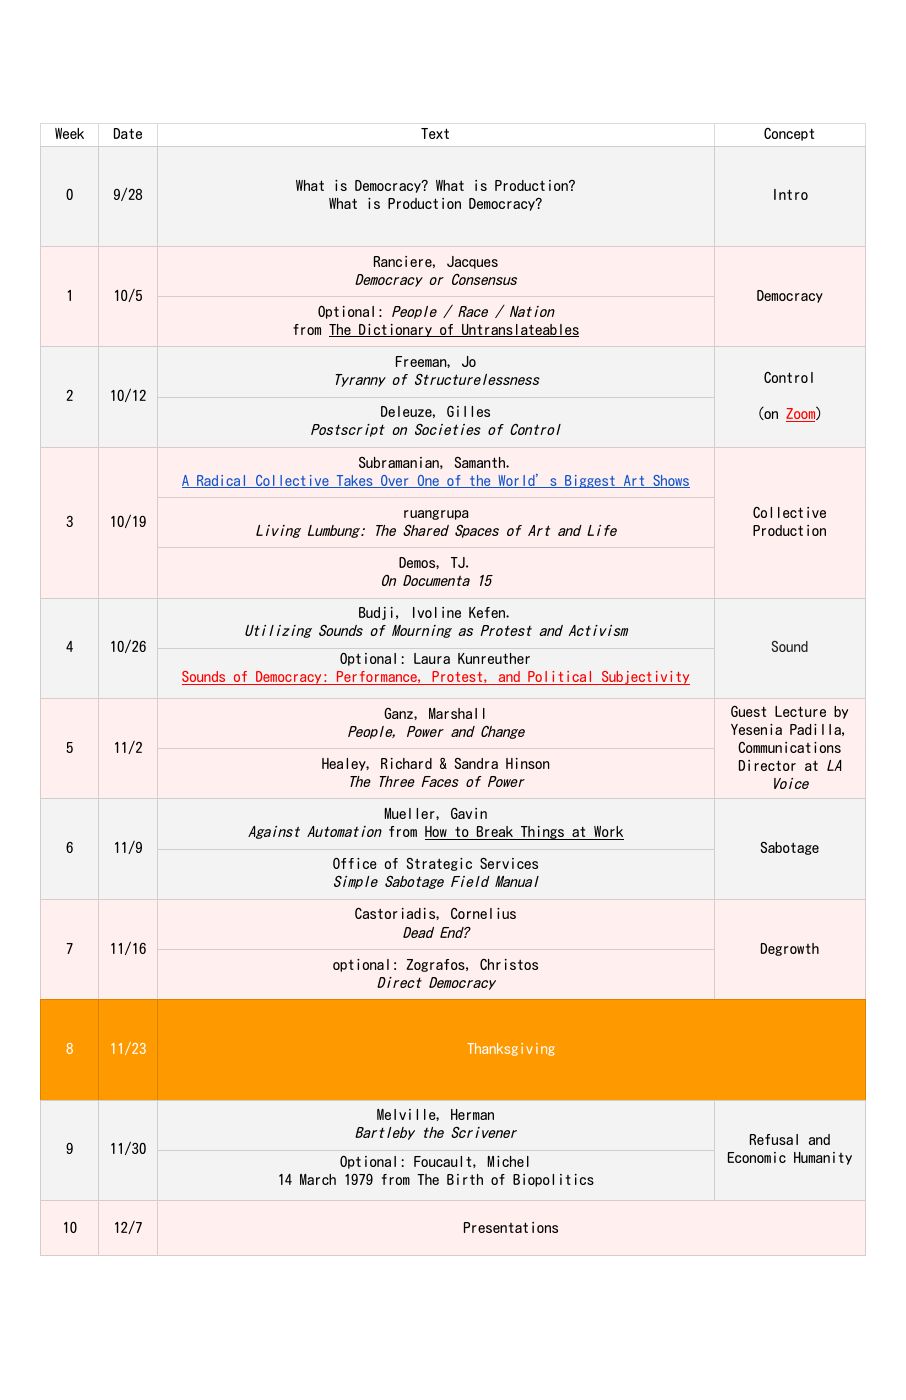 Week Date Text Concept
0 9/28 What is Democracy? What is Production?
What is Production Democracy?
Intro
1 10/5 Ranciere, Jacques
Democracy or Consensus
Optional: People / Race / Nation
from The Dictionary of Untranslateables
Democracy
2 10/12 Freeman, Jo
Tyranny of Structurelessness
Deleuze, Gilles
Postscript on Societies of Control
Control
(on Zoom)
3 10/19 Subramanian, Samanth.
A Radical Collective Takes Over One of the World’s Biggest Art Shows
ruangrupa
Living Lumbung: The Shared Spaces of Art and Life
Demos, TJ.
On Documenta 15
Collective
Production
4 10/26 Budji, Ivoline Kefen.
Utilizing Sounds of Mourning as Protest and Activism
Optional: Laura Kunreuther
Sounds of Democracy: Performance, Protest, and Political Subjectivity
Sound
5 11/2 Ganz, Marshall
People, Power and Change
Healey, Richard & Sandra Hinson
The Three Faces of Power
Guest Lecture by
Yesenia Padilla,
Communications
Director at LA
Voice
6 11/9 Mueller, Gavin
Against Automation from How to Break Things at Work
Office of Strategic Services
Simple Sabotage Field Manual
Sabotage
7 11/16 Castoriadis, Cornelius
Dead End?
optional: Zografos, Christos
Direct Democracy
Degrowth
8 11/23 Thanksgiving
9 11/30 Melville, Herman
Bartleby the Scrivener
Optional: Foucault, Michel
14 March 1979 from The Birth of Biopolitics
Refusal and
Economic Humanity
10 12/7 Presentations